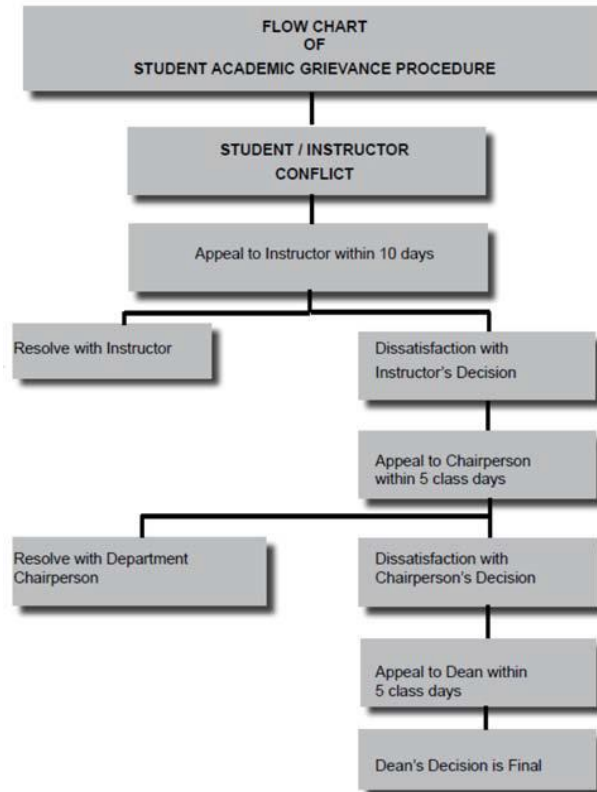 FLOW CHART
OF
STUDENT ACADEMIC GRIEVANCE PROCEDURE
STUDENT / INSTRUCTOR
CONFLICT
Appeal to Instructor within 10 days
Resolve with Instructor
Dissatisfaction with
Instructor's Decision
Appeal to Chairperson
within 5 class days
Resolve with Department
Chairperson
Dissatisfaction with
Chairperson's Decision
Appeal to Dean within
5 class days
Dean's Decision is Final